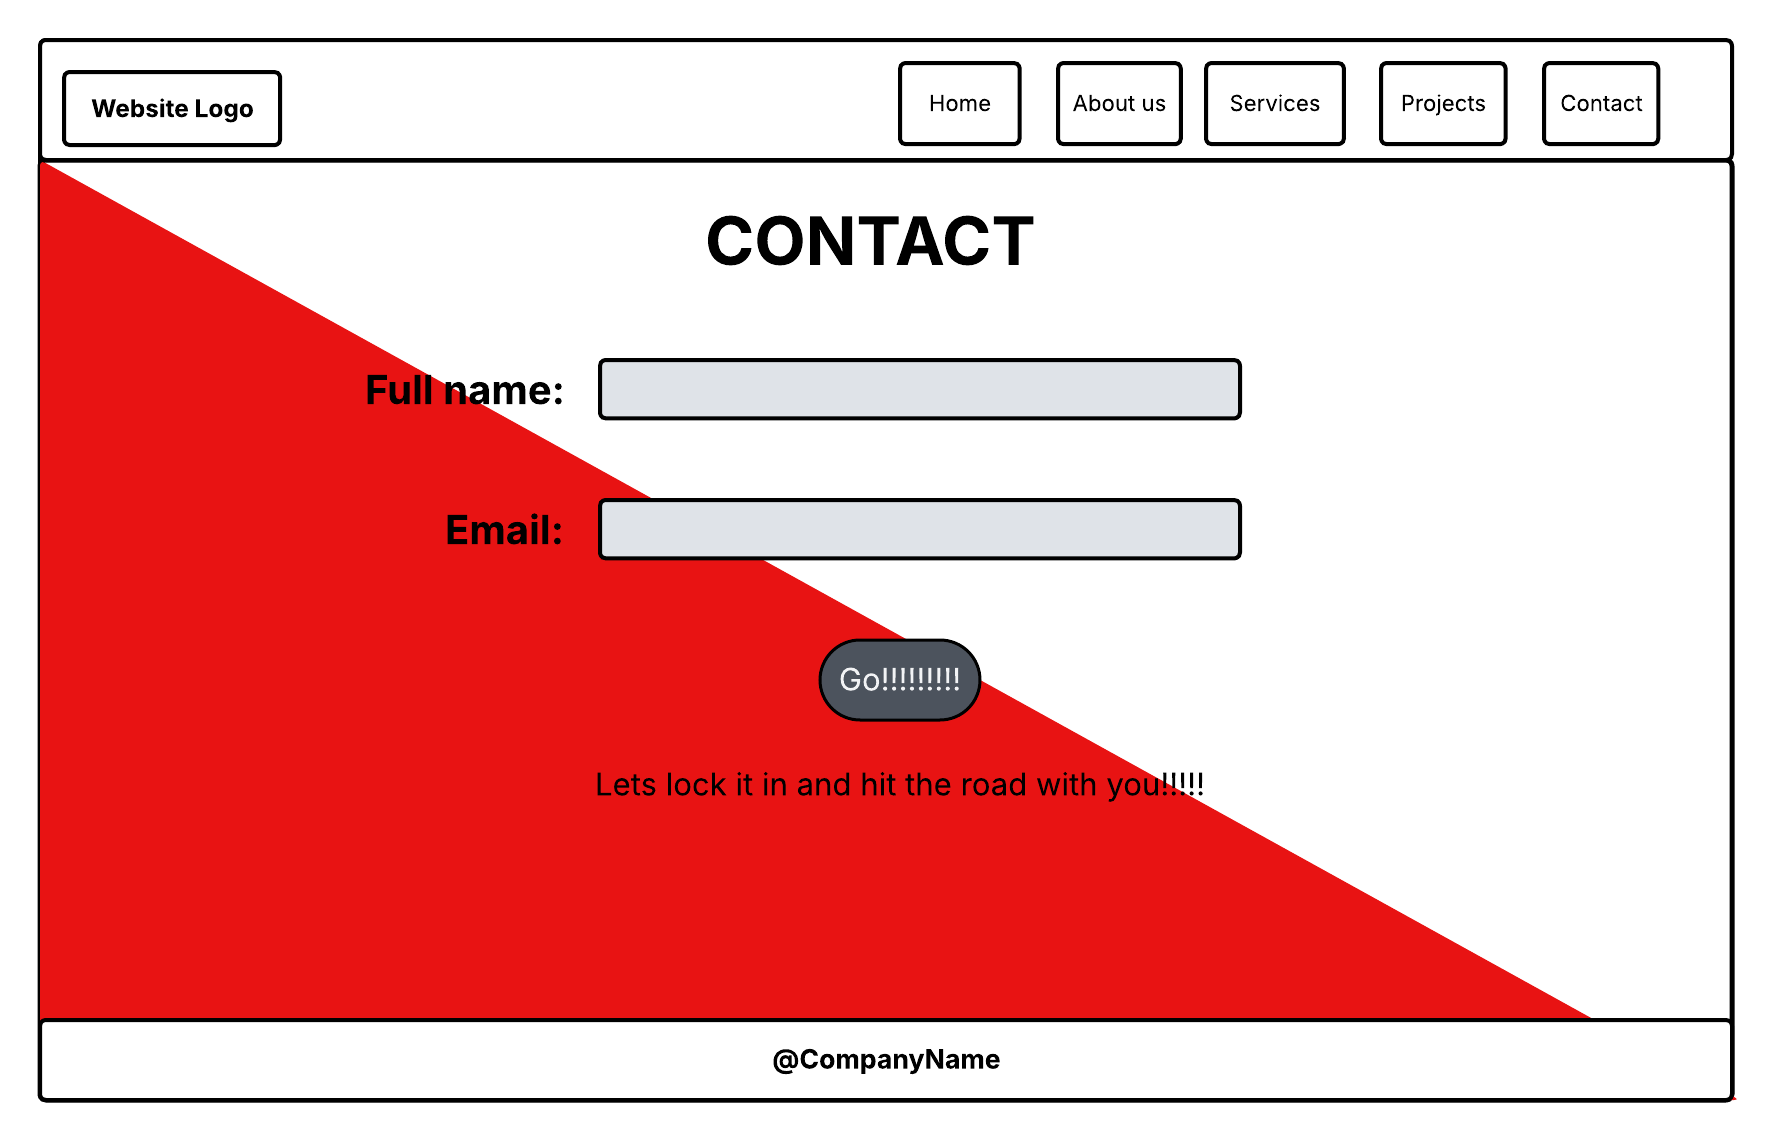 Website Logo
Home
About us
Services
Projects
Contact
CONTACT
Full name:
Email:
Go!!!!!!!!!
Lets lock it in and hit the road with you!!!!!
@CompanyName